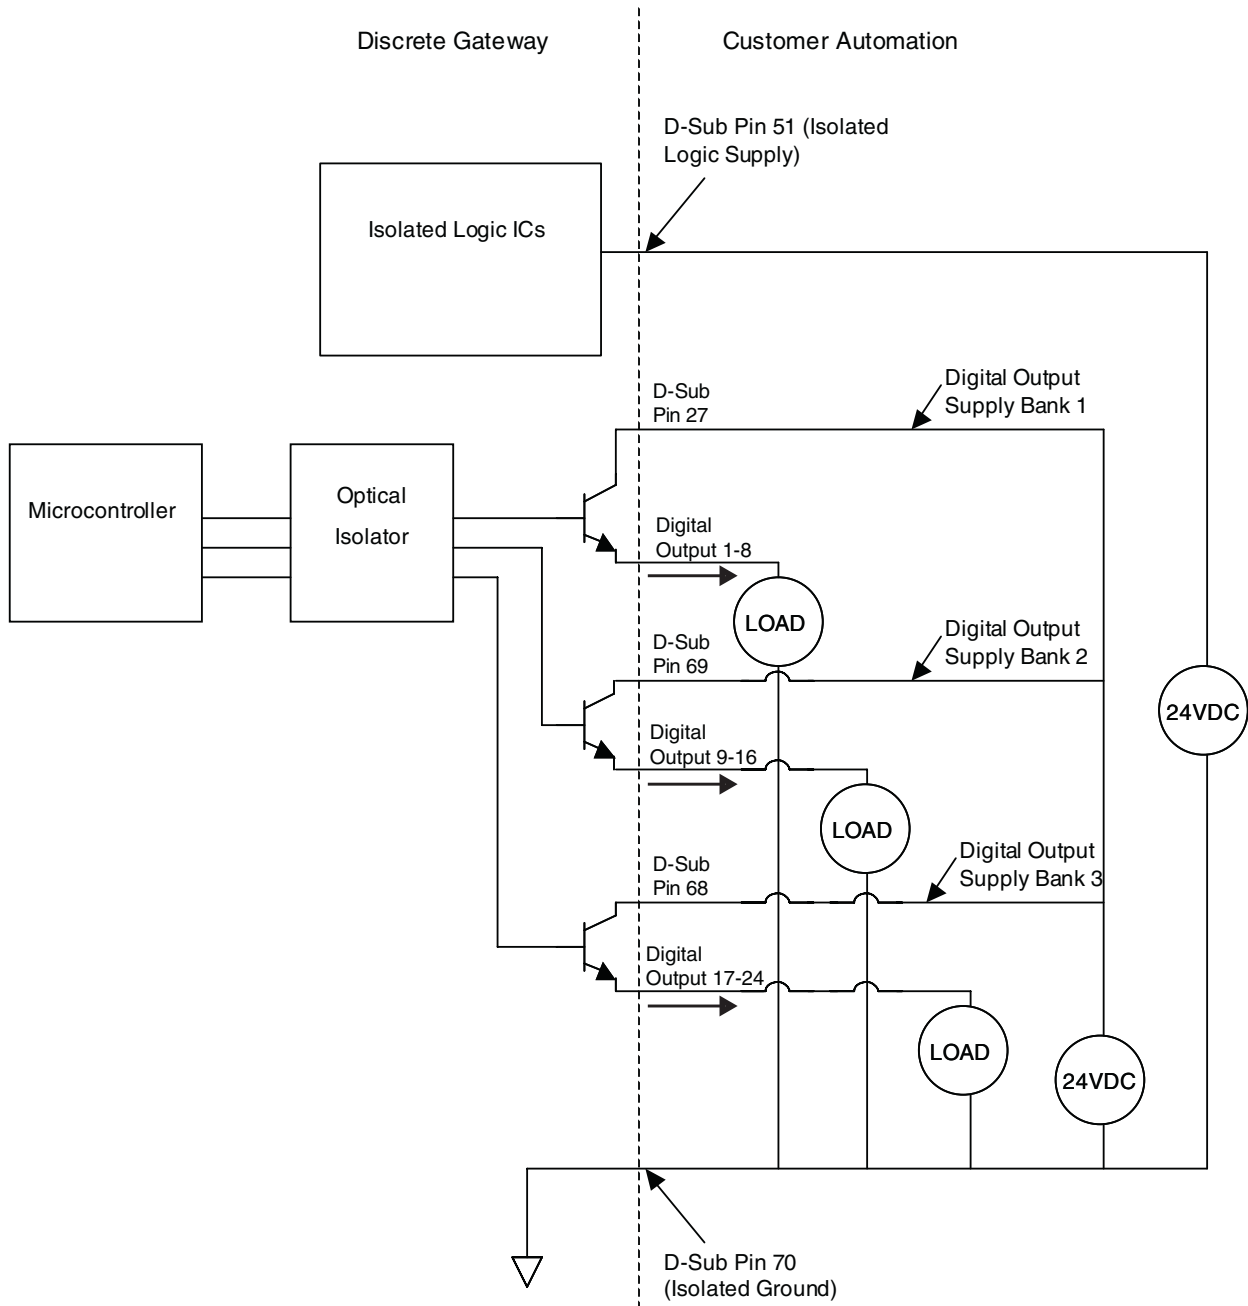 Discrete Gateway
Customer Automation
D-Sub Pin 51 (Isolated
Logic Supply)
Isolated Logic ICs
D-Sub
Pin 27
Digital Output
Supply Bank 1
Microcontroller
Optical
Isolator
Digital
Output 1-8
LOAD
D-Sub
Pin 69
Digital Output
Supply Bank 2
24VDC
Digital
Output 9-16
LOAD
D-Sub
Pin 68
Digital Output
Supply Bank 3
Digital
Output 17-24
LOAD
24VDC
D-Sub Pin 70
(Isolated Ground)